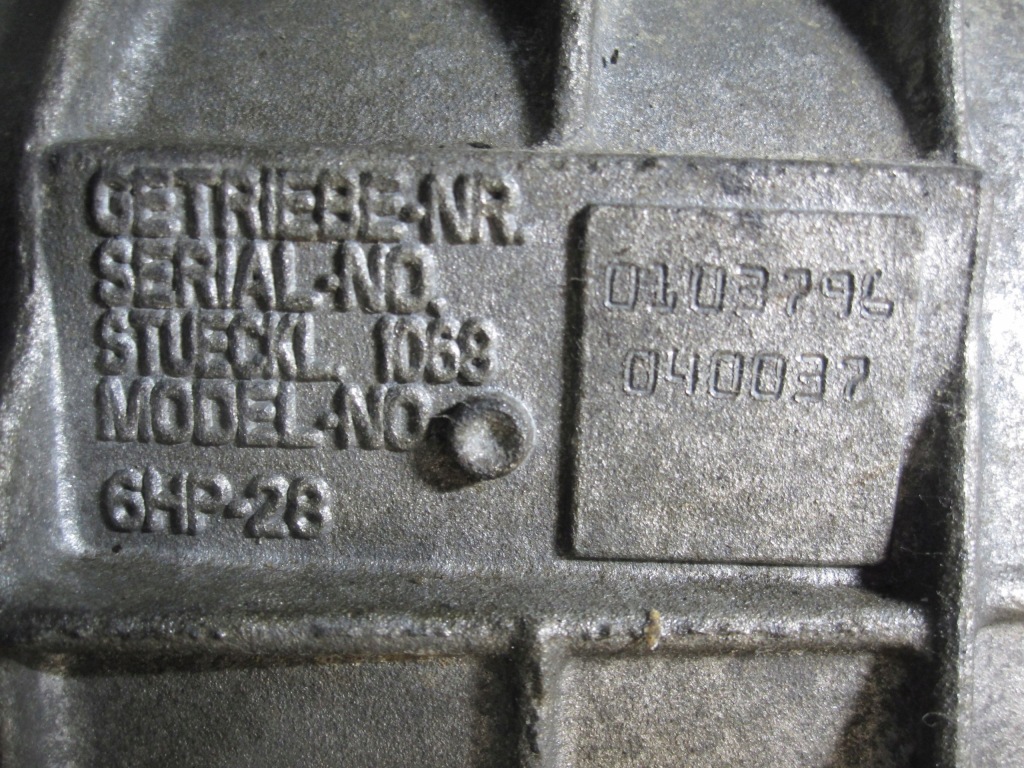 GETRIEBE-NR.
SERIAL-NO.
0103796
STUECKL. 1068
040037
MODEL-NO.
6HP-28